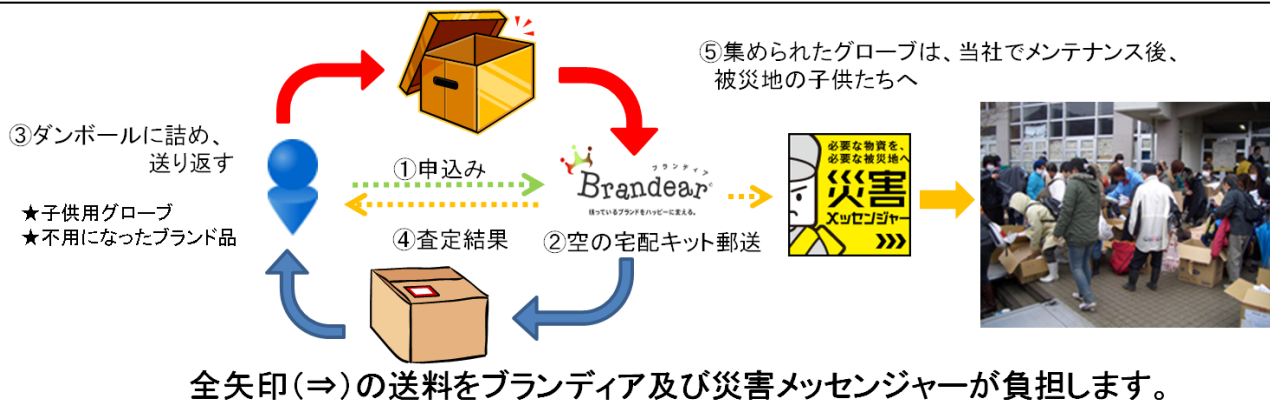 ⑤集められたグローブは、当社でメンテナンス後、
被災地の子供たちへ
③ダンボールに詰め、
送り返す
★子供用グローブ
★不用になったブランド品
①申込み
④査定結果
ブランディア
Brandear
眠っているブランドをハッピーに変える。
②空の宅配キット郵送
必要な物資を、
必要な被災地へ
災害
メッセンジャー
全矢印(⇒)の送料をブランディア及び災害メッセンジャーが負担します。